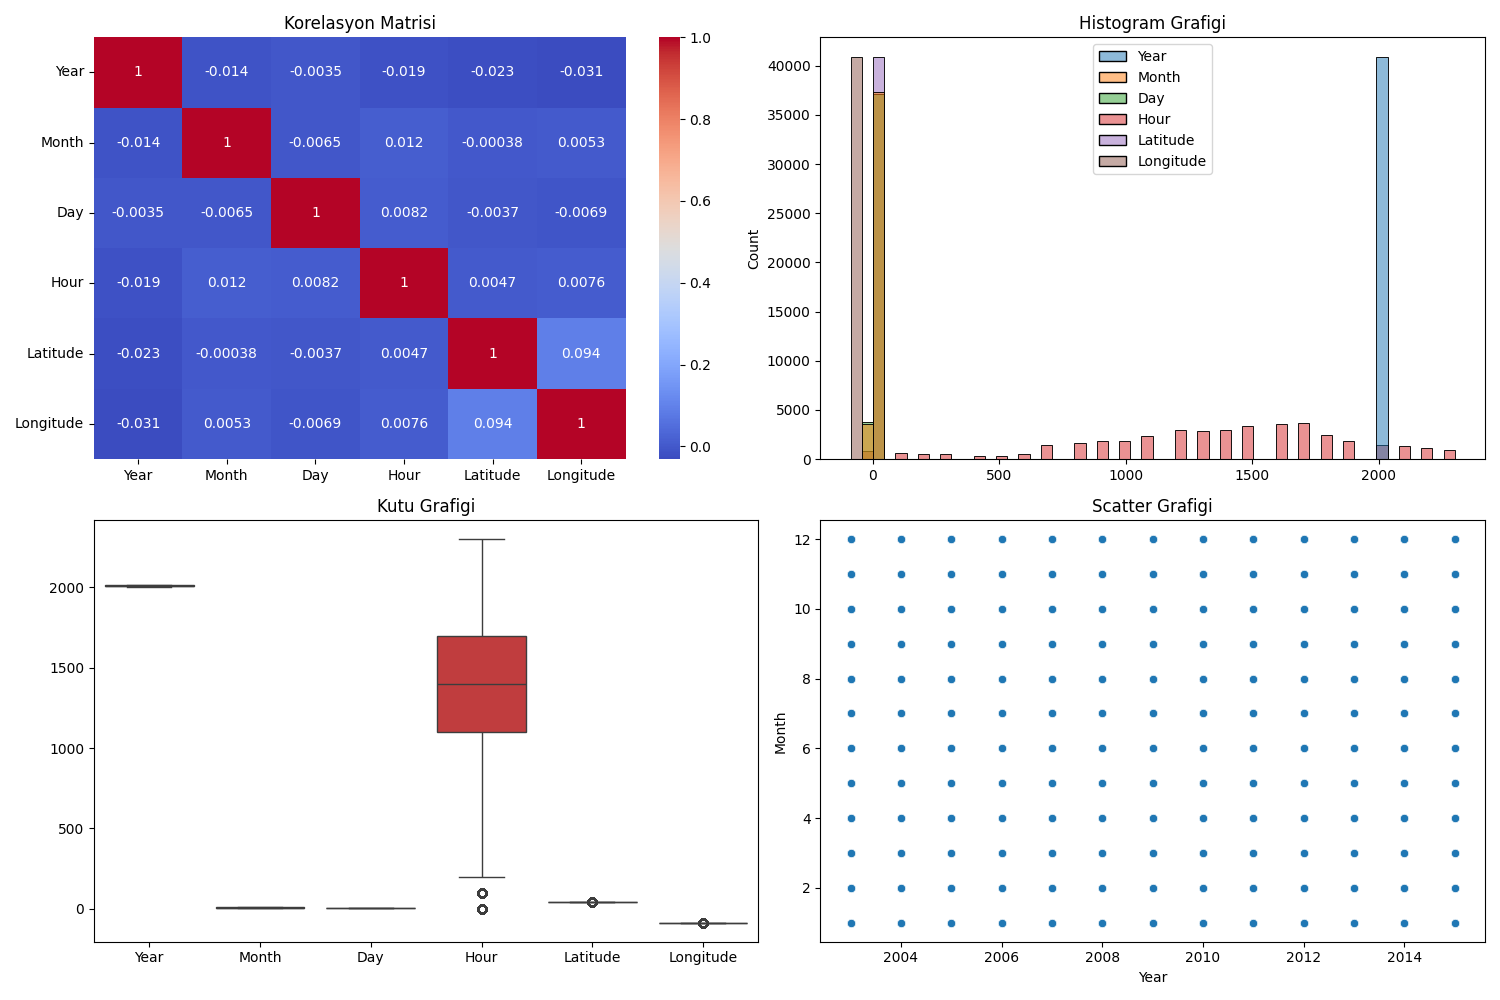 Korelasyon Matrisi
Year 1 -0.014 -0.0035 -0.019 -0.023 -0.031
Month -0.014 1 -0.0065 0.012 -0.00038 0.0053
Day -0.0035 -0.0065 1 0.0082 -0.0037 -0.0069
Hour -0.019 0.012 0.0082 1 0.0047 0.0076
Latitude -0.023 -0.00038 -0.0037 0.0047 1 0.094
Longitude -0.031 0.0053 -0.0069 0.0076 0.094 1
Year Month Day Hour Latitude Longitude
1.0
0.8
0.6
0.4
0.2
0.0
Histogram Grafigi
Year
Month
Day
Hour
Latitude
Longitude
Count
40000
35000
30000
25000
20000
15000
10000
5000
0
0 500 1000 1500 2000
Kutu Grafigi
2000
1500
1000
500
0
Year Month Day Hour Latitude Longitude
Scatter Grafigi
Month
12
10
8
6
4
2
2004 2006 2008 2010 2012 2014
Year